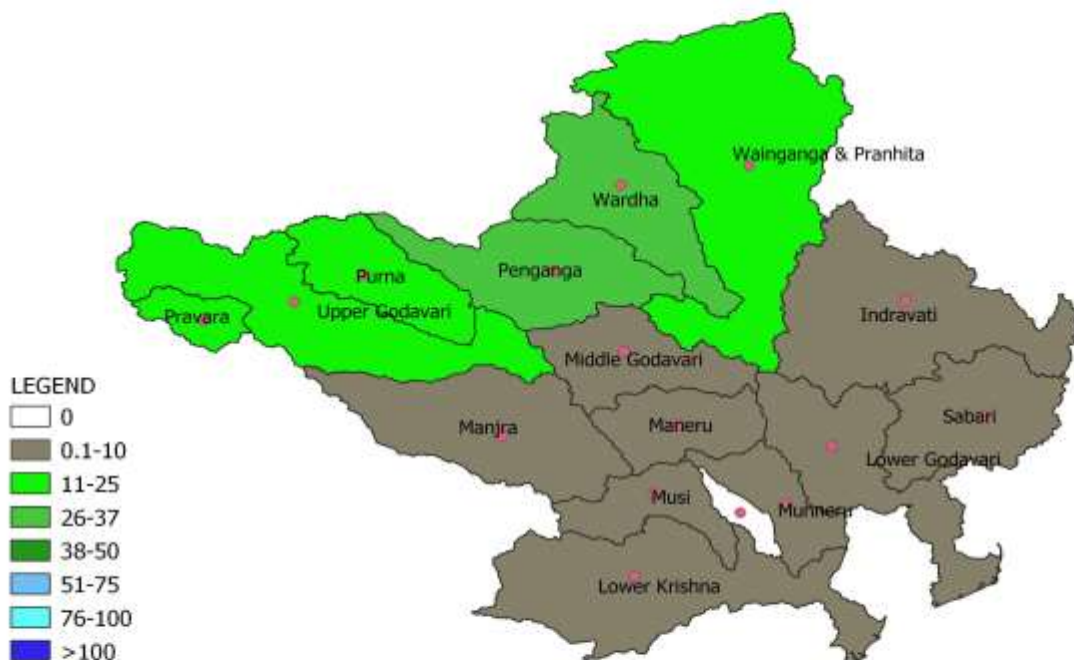 Wainganga & Pranhita
Wardha
Purna
Penganga
Pravara
Upper Godavari
Indravati
Middle Godavari
Manjra
Maneru
Sabari
Lower Godavari
Musi
Munneru
Lower Krishna
LEGEND
0
0.1-10
11-25
26-37
38-50
51-75
76-100
>100